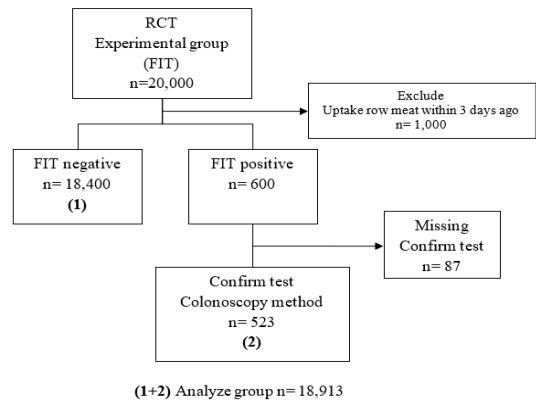 RCT
Experimental group
(FIT)
n=20,000
Exclude
Uptake row meat within 3 days ago
n= 1,000
FIT negative
n= 18,400
(1)
FIT positive
n= 600
Missing
Confirm test
n= 87
Confirm test
Colonoscopy method
n= 523
(2)
(1+2) Analyze group n= 18,913